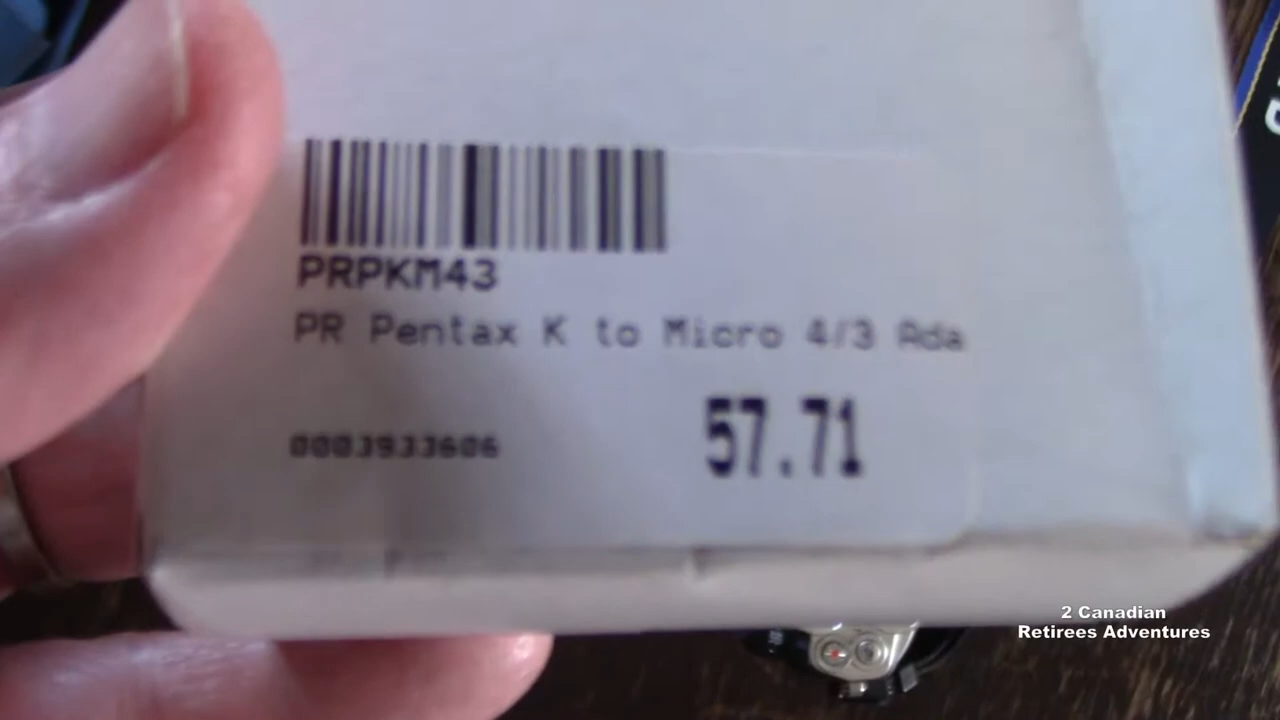 PRPKM43
PR Pentax K to Micro 4/3 Ada
0003933606
57.71
2 Canadian
Retirees Adventures